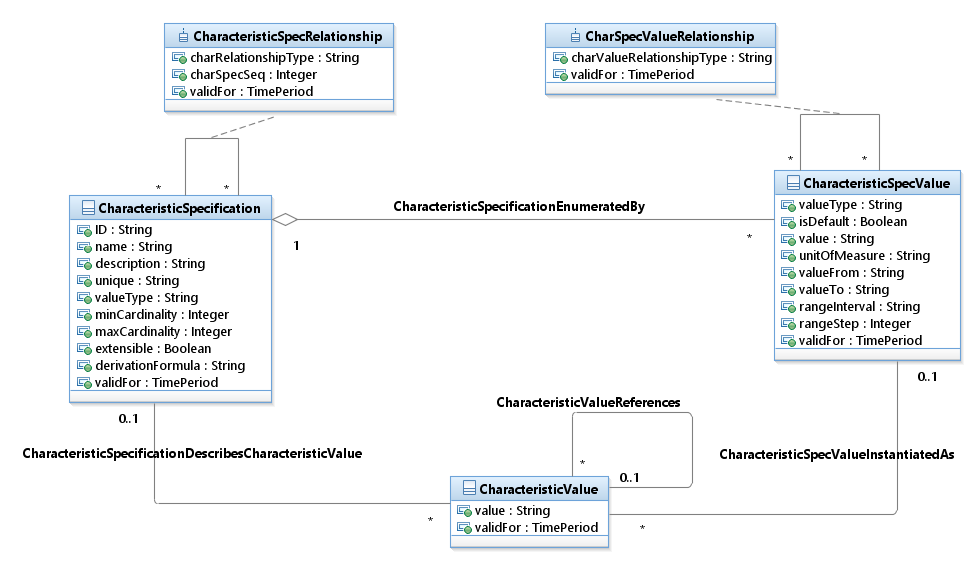 CharacteristicSpecRelationship
charRelationshipType : String
charSpecSeq : Integer
validFor : TimePeriod
CharSpecValueRelationship
charValueRelationshipType : String
validFor : TimePeriod
*
*
*
*
CharacteristicSpecification
ID : String
name : String
description : String
unique : String
valueType : String
minCardinality : Integer
maxCardinality : Integer
extensible : Boolean
derivationFormula : String
validFor : TimePeriod
CharacteristicSpecificationEnumeratedBy
1
*
CharacteristicSpecValue
valueType : String
isDefault : Boolean
value : String
unitOfMeasure : String
valueFrom : String
valueTo : String
rangeInterval : String
rangeStep : Integer
validFor : TimePeriod
0..1
0..1
CharacteristicValueReferences
CharacteristicSpecificationDescribesCharacteristicValue
CharacteristicSpecValueInstantiatedAs
*
0..1
CharacteristicValue
value : String
validFor : TimePeriod
*
*